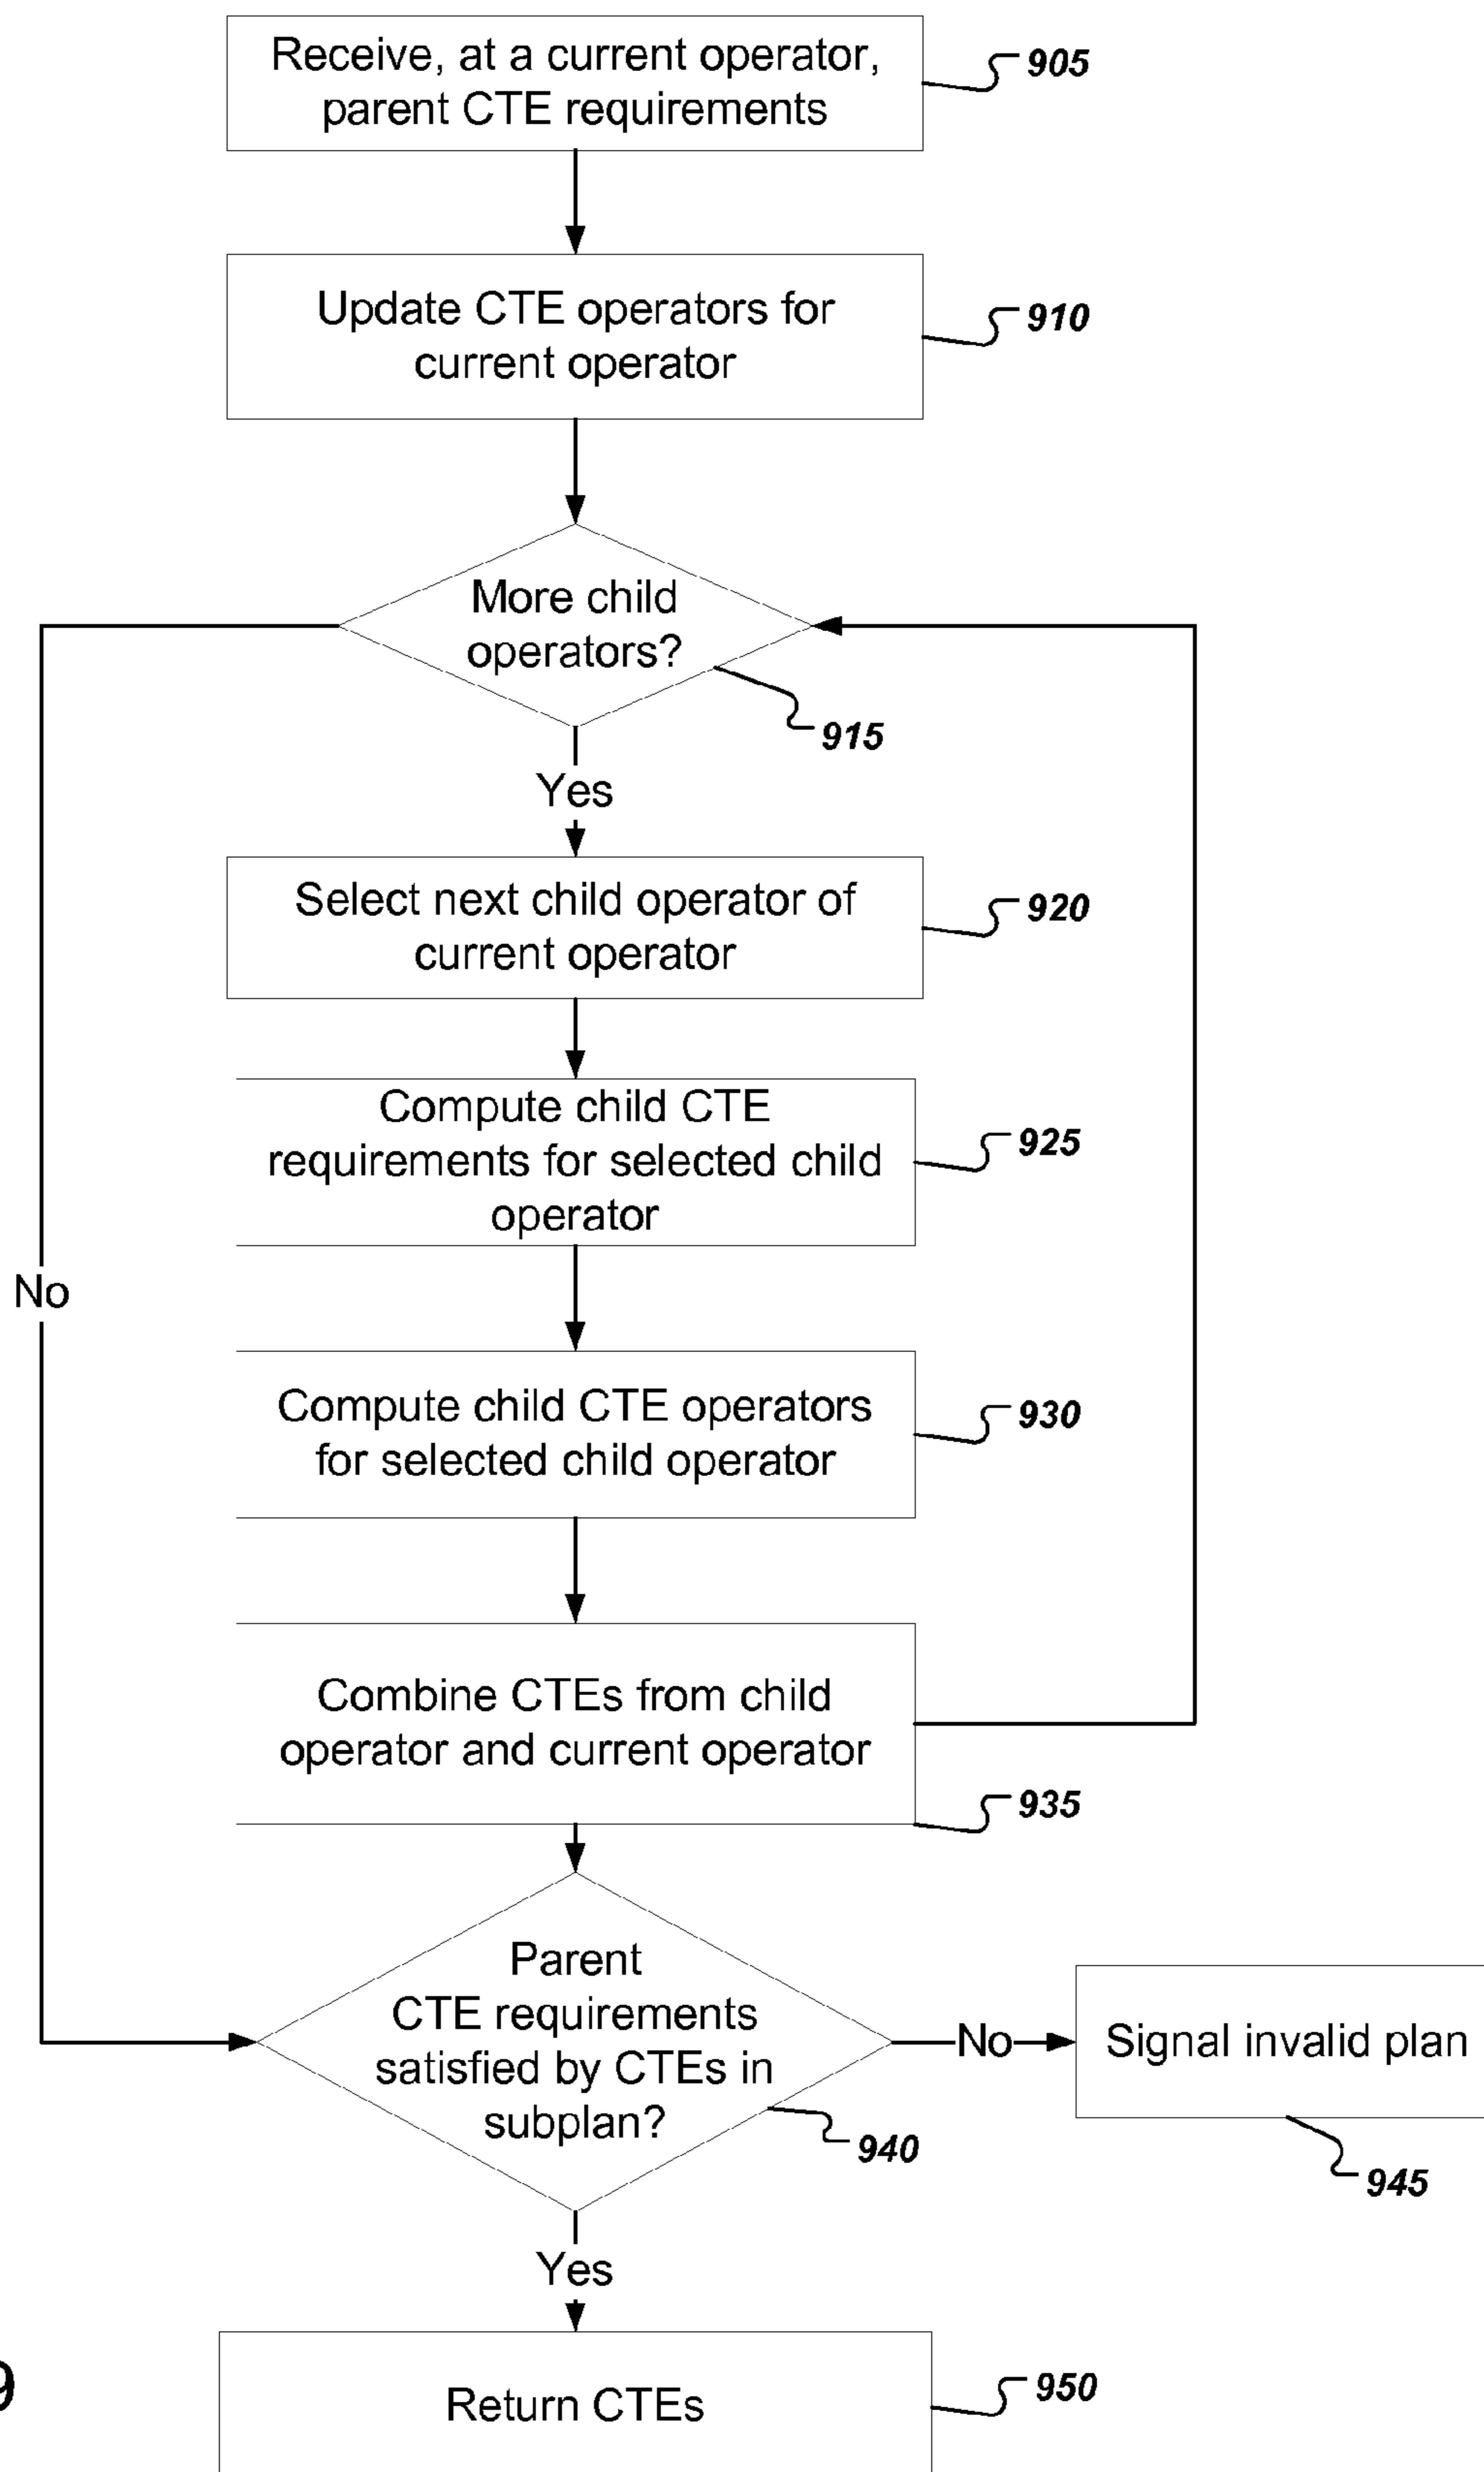 Receive, at a current operator,
parent CTE requirements
905
Update CTE operators for
current operator
910
More child
operators?
915
Yes
Select next child operator of
current operator
920
Compute child CTE
requirements for selected child
operator
925
No
Compute child CTE operators
for selected child operator
930
Combine CTEs from child
operator and current operator
935
Parent
CTE requirements
satisfied by CTEs in
subplan?
940
No
Signal invalid plan
945
Yes
Return CTEs
950
9